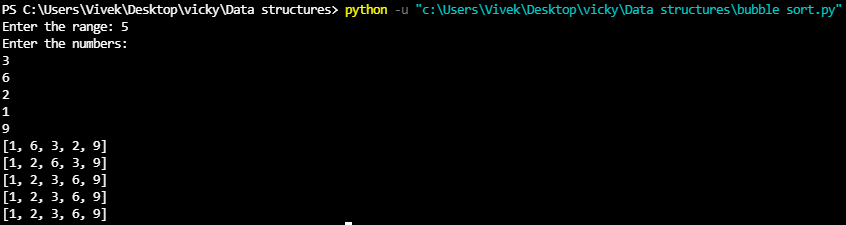 PS C:\Users\Vivek\Desktop\vicky\Data structures> python -u "c:\Users\Vivek\Desktop\vicky\Data structures\bubble sort.py"
Enter the range: 5
Enter the numbers:
3
6
2
1
9
[1, 6, 3, 2, 9]
[1, 2, 6, 3, 9]
[1, 2, 3, 6, 9]
[1, 2, 3, 6, 9]
[1, 2, 3, 6, 9]